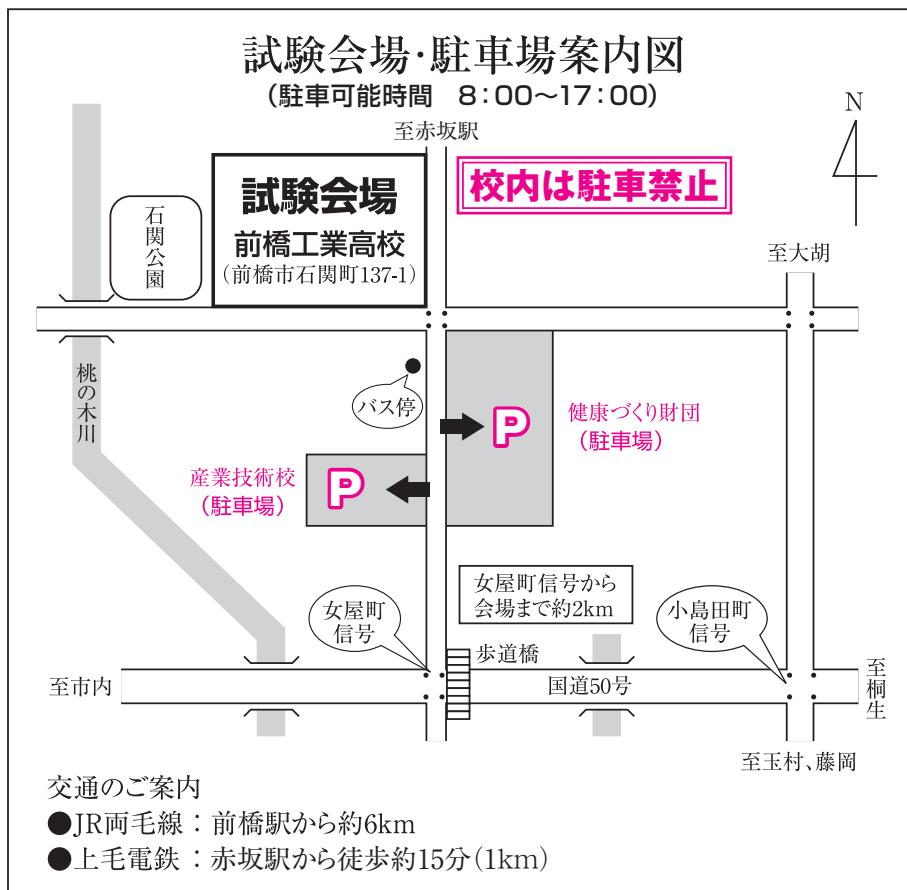 試験会場・駐車場案内図
(駐車可能時間　8：00〜17：00)
至赤坂駅
N
試験会場
前橋工業高校
(前橋市石関町137-1)
校内は駐車禁止
石関公園
至大胡
桃の木川
バス停
P
健康づくり財団
(駐車場)
産業技術校
(駐車場)
P
女屋町信号から
会場まで約2km
女屋町
信号
小島田町
信号
歩道橋
至市内
国道50号
至桐生
至玉村、藤岡
交通のご案内
●JR両毛線：前橋駅から約6km
●上毛電鉄：赤坂駅から徒歩約15分(1km)